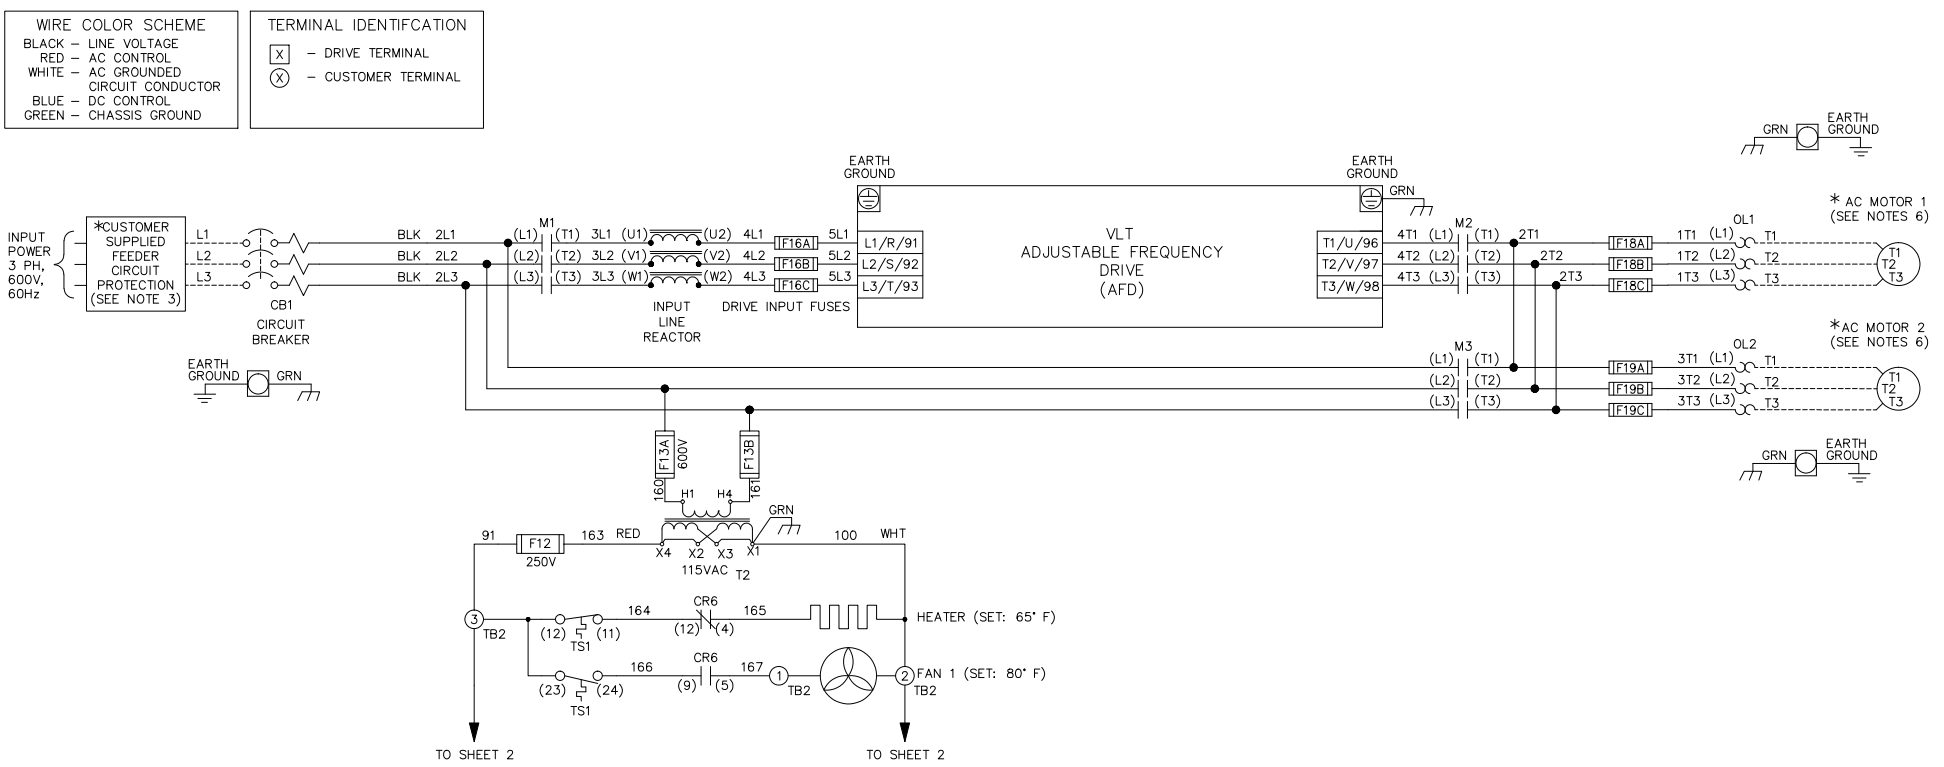 WIRE COLOR SCHEME
BLACK – LINE VOLTAGE
RED – AC CONTROL
WHITE – AC GROUNDED
CIRCUIT CONDUCTOR
BLUE – DC CONTROL
GREEN – CHASSIS GROUND
TERMINAL IDENTIFCATION
X – DRIVE TERMINAL
X – CUSTOMER TERMINAL
GRN
EARTH
GROUND
INPUT
POWER
3 PH,
600V,
60Hz
*CUSTOMER
SUPPLIED
FEEDER
CIRCUIT
PROTECTION
(SEE NOTE 3)
L1
L2
L3
CB1
CIRCUIT
BREAKER
EARTH
GROUND
GRN
M1
BLK 2L1 (L1) (T1) 3L1 (U1) (U2) 4L1 F16A 5L1
BLK 2L2 (L2) (T2) 3L2 (V1) (V2) 4L2 F16B 5L2
BLK 2L3 (L3) (T3) 3L3 (W1) (W2) 4L3 F16C 5L3
INPUT
LINE
REACTOR
DRIVE INPUT FUSES
EARTH
GROUND
L1/R/91
L2/S/92
L3/T/93
VLT
ADJUSTABLE FREQUENCY
DRIVE
(AFD)
EARTH
GROUND
GRN
T1/U/96
T2/V/97
T3/W/98
M2
4T1 (L1) (T1) 2T1 F18A 1T1 (L1) T1
4T2 (L2) (T2) 2T2 F18B 1T2 (L2) T2
4T3 (L3) (T3) 2T3 F18C 1T3 (L3) T3
OL1
* AC MOTOR 1
(SEE NOTES 6)
T1
T2
T3
M3
(L1) (T1) F19A 3T1 (L1) T1
(L2) (T2) F19B 3T2 (L2) T2
(L3) (T3) F19C 3T3 (L3) T3
OL2
*AC MOTOR 2
(SEE NOTES 6)
T1
T2
T3
GRN
EARTH
GROUND
F13A
600V
F13B
160
161
H1 H4
GRN
91 F12 163 RED
250V
X4 X2 X3 X1
100 WHT
115VAC T2
3
TB2
164 CR6 165
(12) (11) (12) (4)
TS1
HEATER (SET: 65° F)
166 CR6 167 1
(23) (24) (9) (5) TB2
TS1
2 FAN 1 (SET: 80° F)
TB2
TO SHEET 2
TO SHEET 2